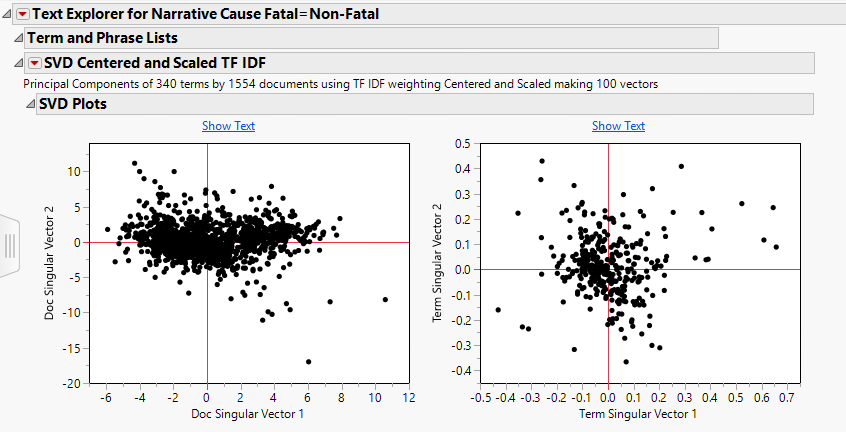 Text Explorer for Narrative Cause Fatal=Non-Fatal
Term and Phrase Lists
SVD Centered and Scaled TF IDF
Principal Components of 340 terms by 1554 documents using TF IDF weighting Centered and Scaled making 100 vectors
SVD Plots
Show Text
Doc Singular Vector 2
10
5
0
-5
-10
-15
-20
-6 -4 -2 0 2 4 6 8 10 12
Doc Singular Vector 1
Show Text
Term Singular Vector 2
0.5
0.4
0.3
0.2
0.1
0.0
-0.1
-0.2
-0.3
-0.4
-0.5 -0.4 -0.3 -0.2 -0.1 0.0 0.1 0.2 0.3 0.4 0.5 0.6 0.7
Term Singular Vector 1